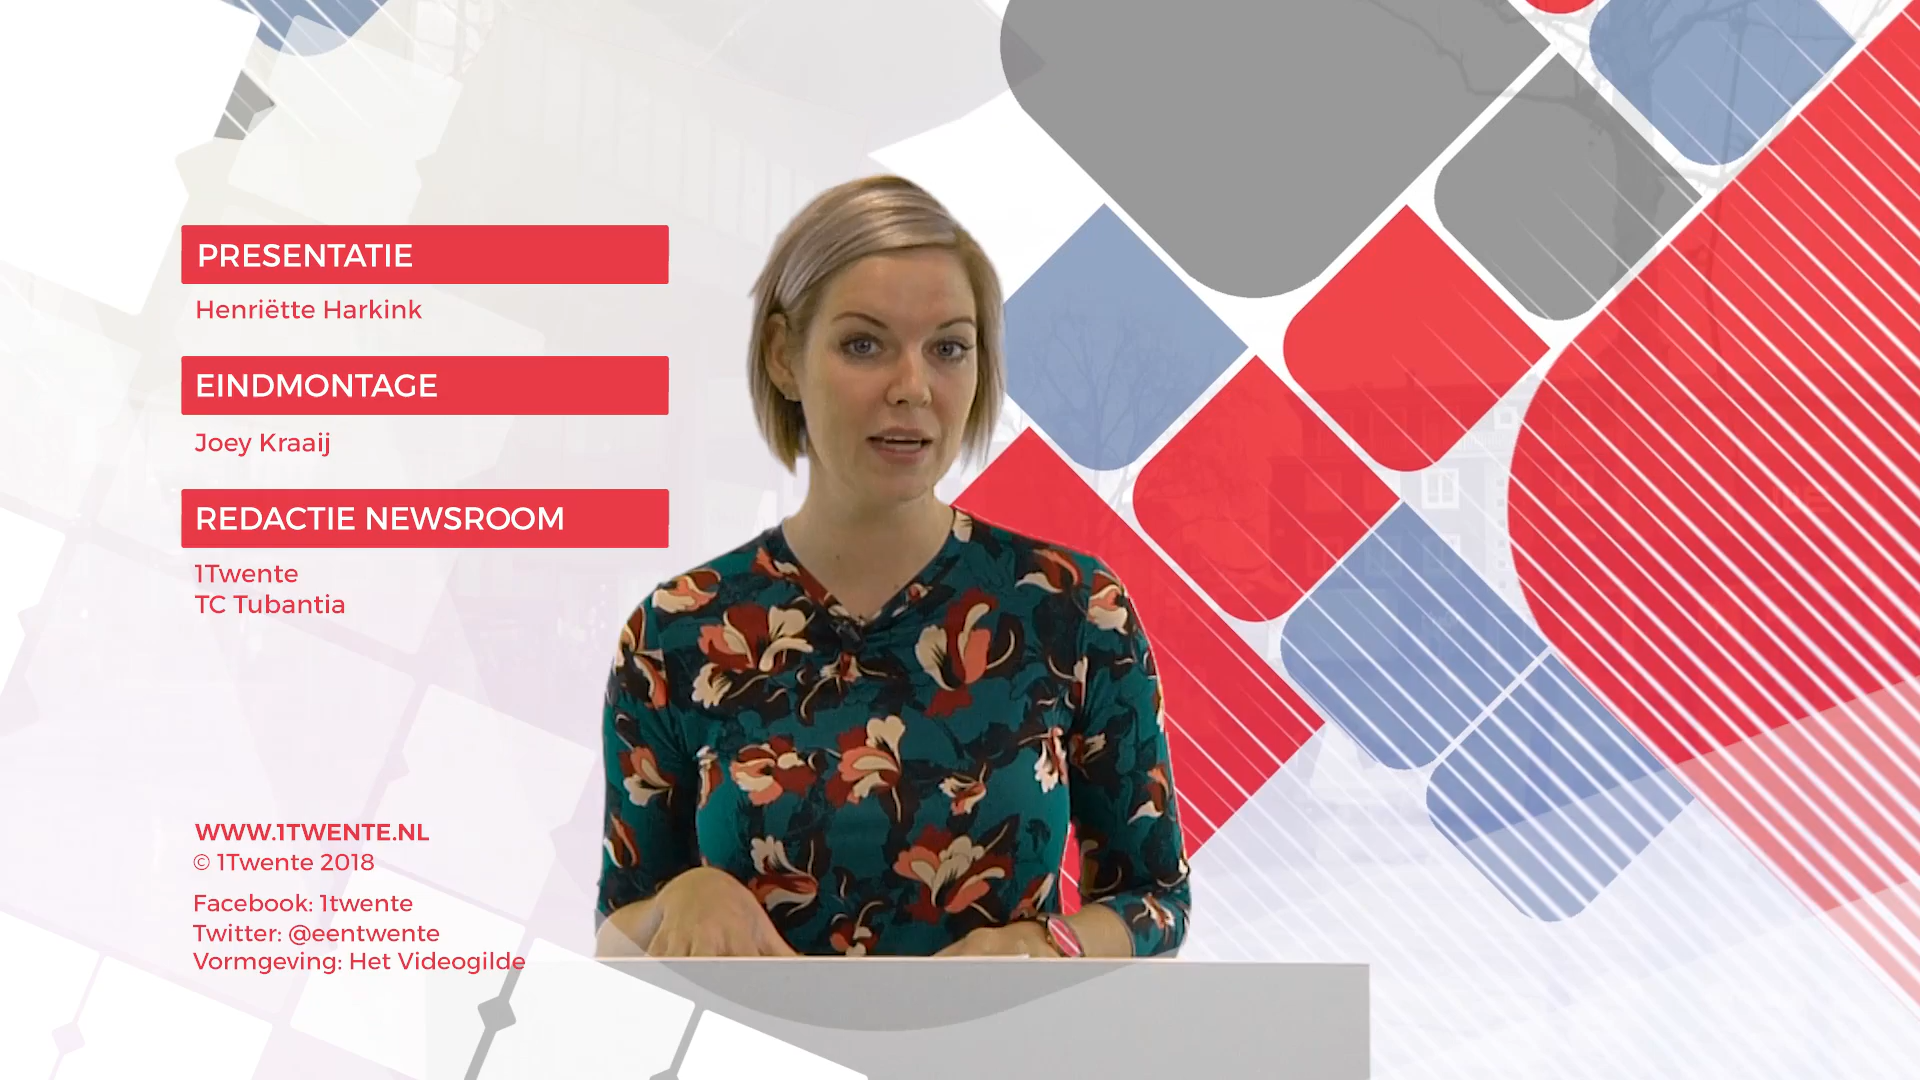 PRESENTATIE
Henriëtte Harkink
EINDMONTAGE
Joey Kraaij
REDACTIE NEWSROOM
1Twente
TC Tubantia
WWW.1TWENTE.NL
© 1Twente 2018
Facebook: 1twente
Twitter: @eentwente
Vormgeving: Het Videogilde